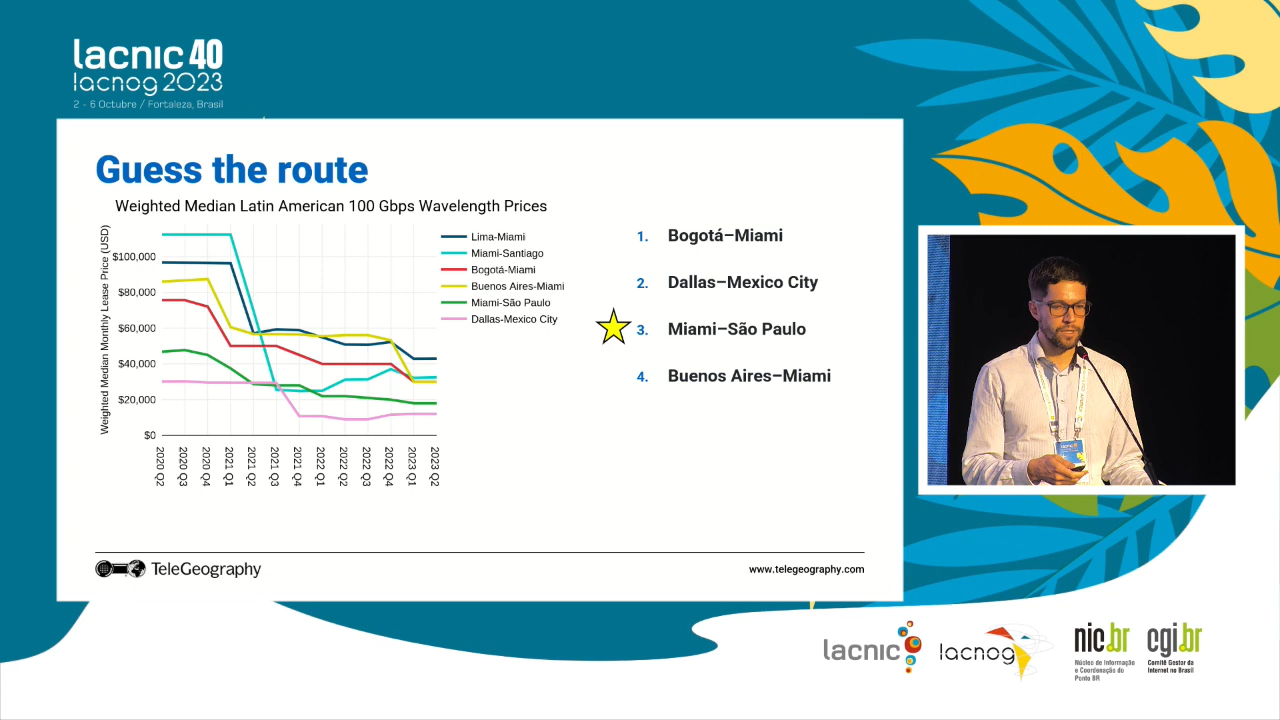 lacnic 40
lacnog 2023
2 - 6 Octubre / Fortaleza, Brasil
Guess the route
Weighted Median Latin American 100 Gbps Wavelength Prices
Weighted Median Monthly Lease Price (USD)
$100,000
$80,000
$60,000
$40,000
$20,000
$0
2020 Q2
2020 Q3
2020 Q4
2021 Q1
2021 Q2
2021 Q3
2021 Q4
2022 Q1
2022 Q2
2022 Q3
2022 Q4
2023 Q1
2023 Q2
Lima-Miami
Miami-Santiago
Bogotá-Miami
Buenos Aires-Miami
Miami-São Paulo
Dallas-Mexico City
1. Bogotá–Miami
2. Dallas–Mexico City
3. Miami–São Paulo
4. Buenos Aires–Miami
TeleGeography
www.telegeography.com
lacnic
lacnog
nic.br
Núcleo de Informação
e Coordenação do
Ponto BR
cgi.br
Comitê Gestor da
Internet no Brasil